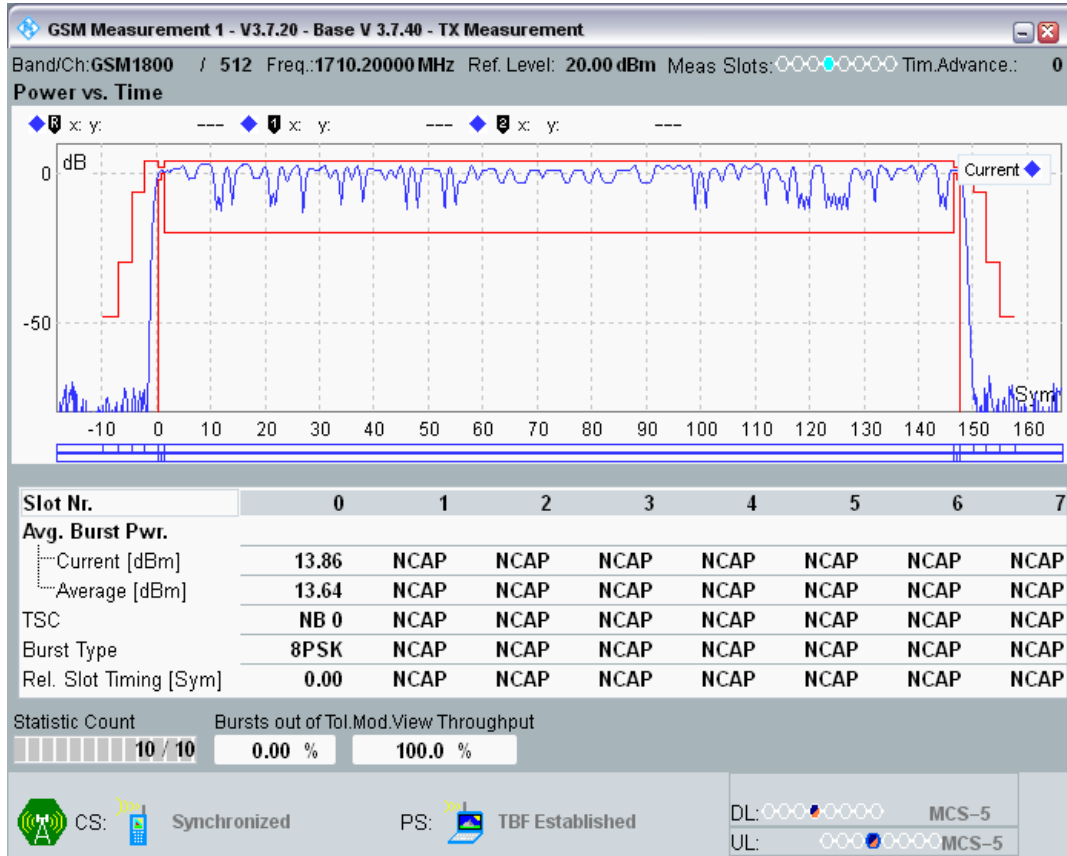 GSM Measurement 1 - V3.7.20 - Base V 3.7.40 - TX Measurement
Band/Ch:GSM1800 / 512 Freq.:1710.20000 MHz Ref. Level: 20.00 dBm Meas Slots: Tim.Advance.: 0
Power vs. Time
R x: y: --- 1 x: y: --- 2 x: y: ---
dB
Current
0
-50
Sym
-10 0 10 20 30 40 50 60 70 80 90 100 110 120 130 140 150 160
Slot Nr. 0 1 2 3 4 5 6 7
Avg. Burst Pwr.
Current [dBm] 13.86 NCAP NCAP NCAP NCAP NCAP NCAP NCAP
Average [dBm] 13.64 NCAP NCAP NCAP NCAP NCAP NCAP NCAP
TSC NB 0 NCAP NCAP NCAP NCAP NCAP NCAP NCAP
Burst Type 8PSK NCAP NCAP NCAP NCAP NCAP NCAP NCAP
Rel. Slot Timing [Sym] 0.00 NCAP NCAP NCAP NCAP NCAP NCAP NCAP
Statistic Count Bursts out of Tol. Mod.View Throughput
10 / 10 0.00 % 100.0 %
CS: Synchronized PS: TBF Established
DL: MCS-5
UL: MCS-5